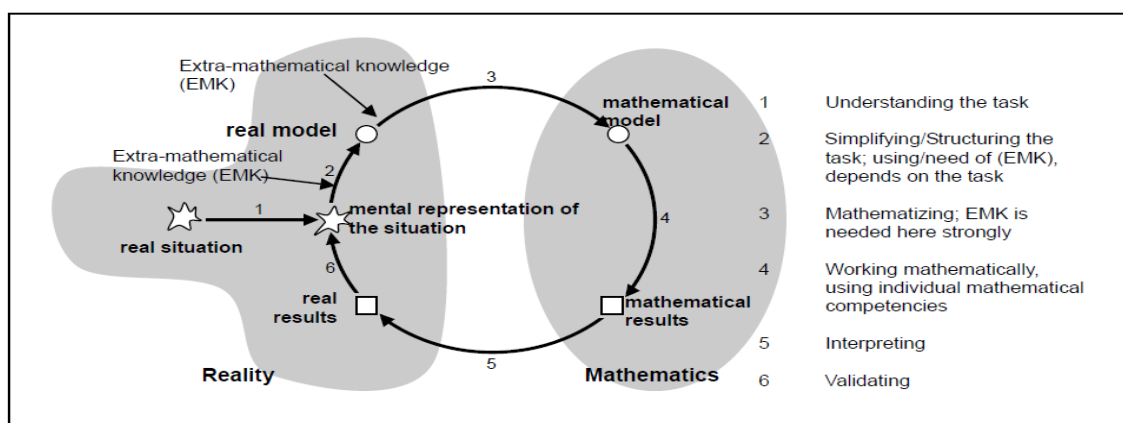 Extra-mathematical knowledge
(EMK)
3
mathematical
model
real model
Extra-mathematical
knowledge (EMK)
2
1
mental representation of
the situation
real situation
4
6
real
results
mathematical
results
5
Reality
Mathematics
1 Understanding the task
2 Simplifying/Structuring the
task; using/need of (EMK),
depends on the task
3 Mathematizing; EMK is
needed here strongly
4 Working mathematically,
using individual mathematical
competencies
5 Interpreting
6 Validating